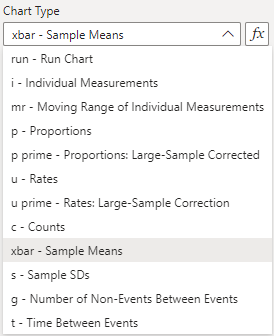 Chart Type
xbar - Sample Means fx
run - Run Chart
i - Individual Measurements
mr - Moving Range of Individual Measurements
p - Proportions
p prime - Proportions: Large-Sample Corrected
u - Rates
u prime - Rates: Large-Sample Correction
c - Counts
xbar - Sample Means
s - Sample SDs
g - Number of Non-Events Between Events
t - Time Between Events